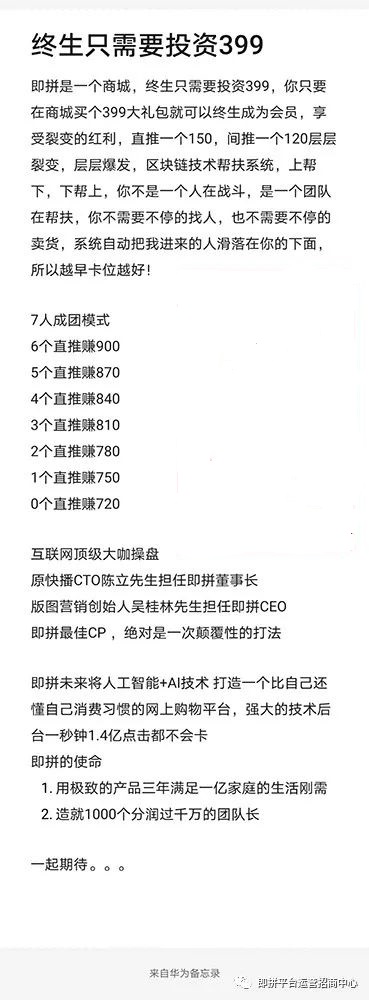 终生只需要投资399
即拼是一个商城，终生只需要投资399，你只要
在商城买个399大礼包就可以终生成为会员，享
受裂变的红利，直推一个150，间推一个120层层
裂变，层层爆发，区块链技术帮扶系统，上帮
下，下帮上，你不是一个人在战斗，是一个团队
在帮扶，你不需要不停的找人，也不需要不停的
卖货，系统自动把我进来的人滑落在你的下面，
所以越早卡位越好！
7人成团模式
6个直推赚900
5个直推赚870
4个直推赚840
3个直推赚810
2个直推赚780
1个直推赚750
0个直推赚720
互联网顶级大咖操盘
原快播CTO陈立先生担任即拼董事长
版图营销创始人吴桂林先生担任即拼CEO
即拼最佳CP ，绝对是一次颠覆性的打法
即拼未来将人工智能+AI技术 打造一个比自己还
懂自己消费习惯的网上购物平台，强大的技术后
台一秒钟1.4亿点击都不会卡
即拼的使命
1. 用极致的产品三年满足一亿家庭的生活刚需
2. 造就1000个分润过千万的团队长
一起期待。。。
来自华为备忘录
即拼平台运营招商中心